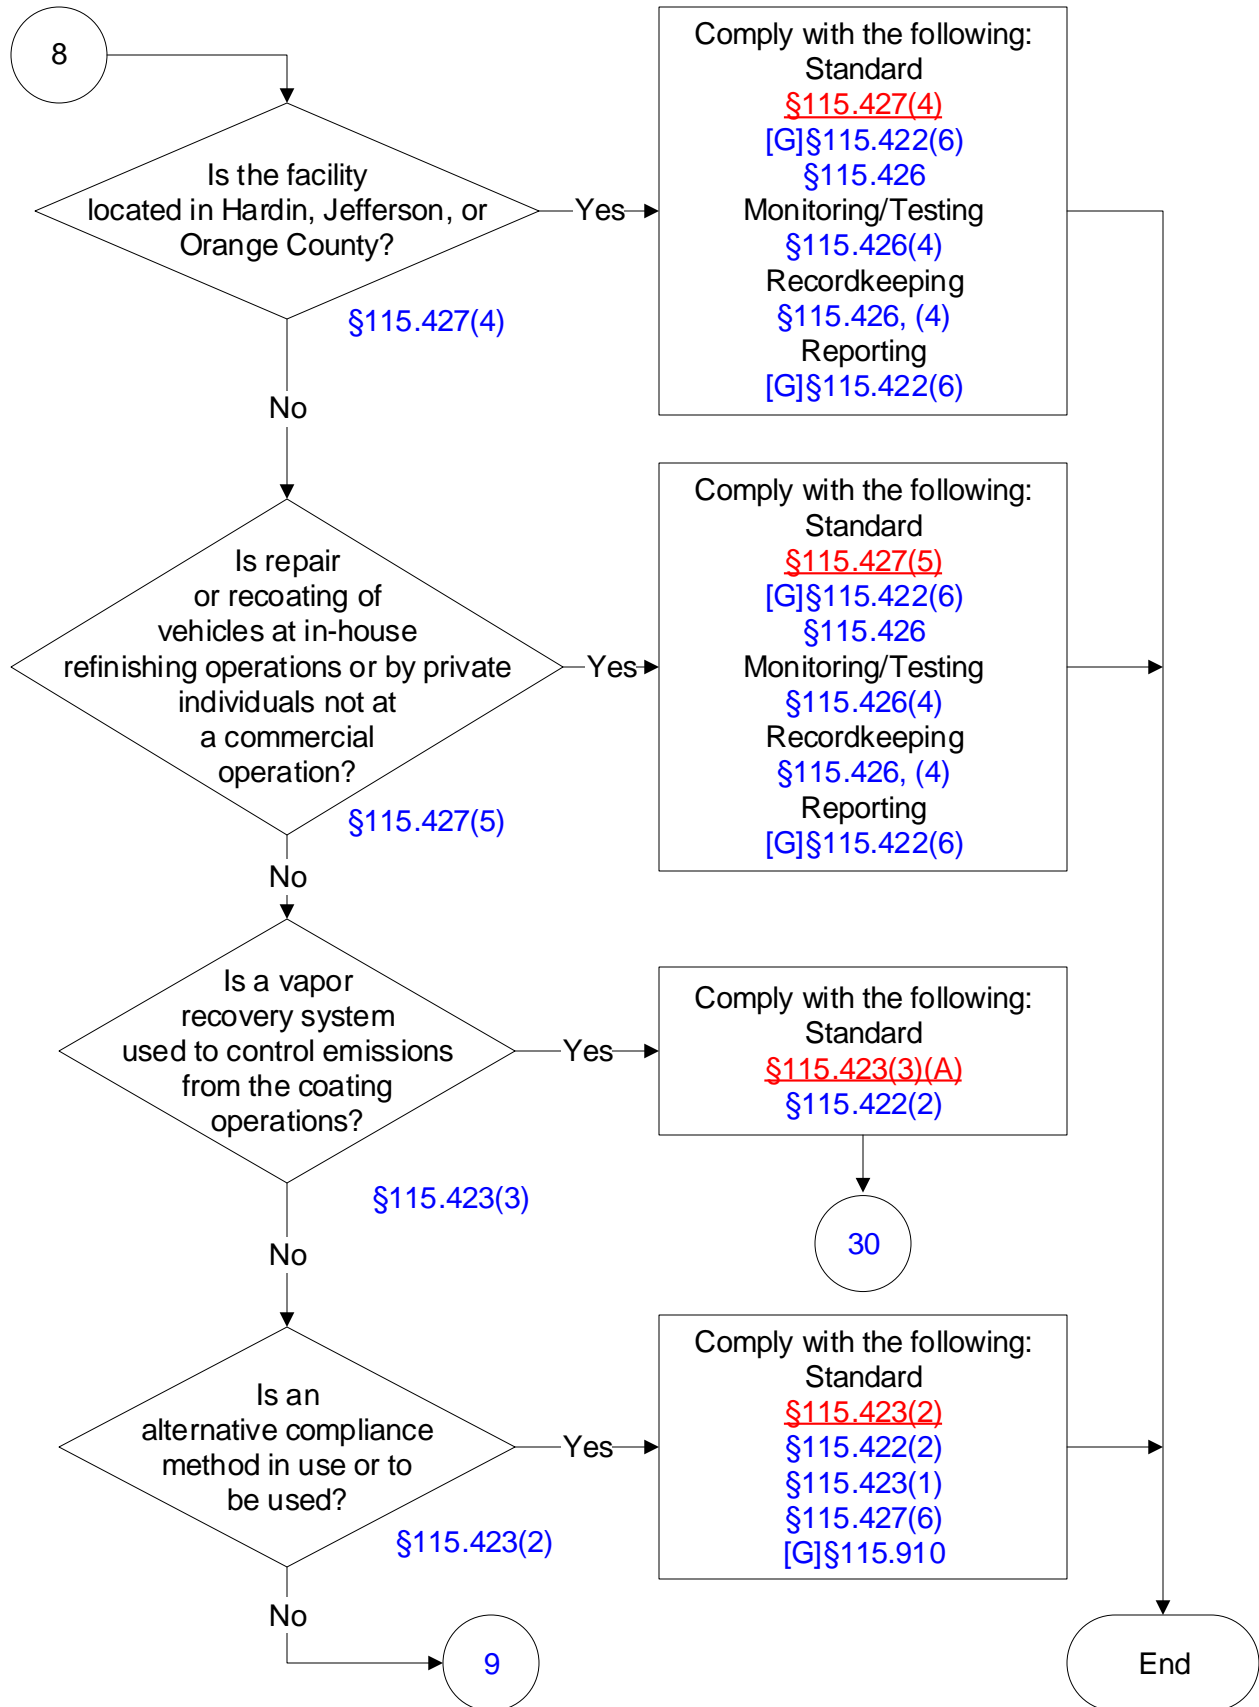 8
Is the facility
located in Hardin, Jefferson, or
Orange County?
§115.427(4)
Yes
Comply with the following:
Standard
§115.427(4)
[G]§115.422(6)
§115.426
Monitoring/Testing
§115.426(4)
Recordkeeping
§115.426, (4)
Reporting
[G]§115.422(6)
No
Is repair
or recoating of
vehicles at in-house
refinishing operations or by private
individuals not at
a commercial
operation?
§115.427(5)
Yes
Comply with the following:
Standard
§115.427(5)
[G]§115.422(6)
§115.426
Monitoring/Testing
§115.426(4)
Recordkeeping
§115.426, (4)
Reporting
[G]§115.422(6)
No
Is a vapor
recovery system
used to control emissions
from the coating
operations?
§115.423(3)
Yes
Comply with the following:
Standard
§115.423(3)(A)
§115.422(2)
30
No
Is an
alternative compliance
method in use or to
be used?
§115.423(2)
Yes
Comply with the following:
Standard
§115.423(2)
§115.422(2)
§115.423(1)
§115.427(6)
[G]§115.910
No
9
End